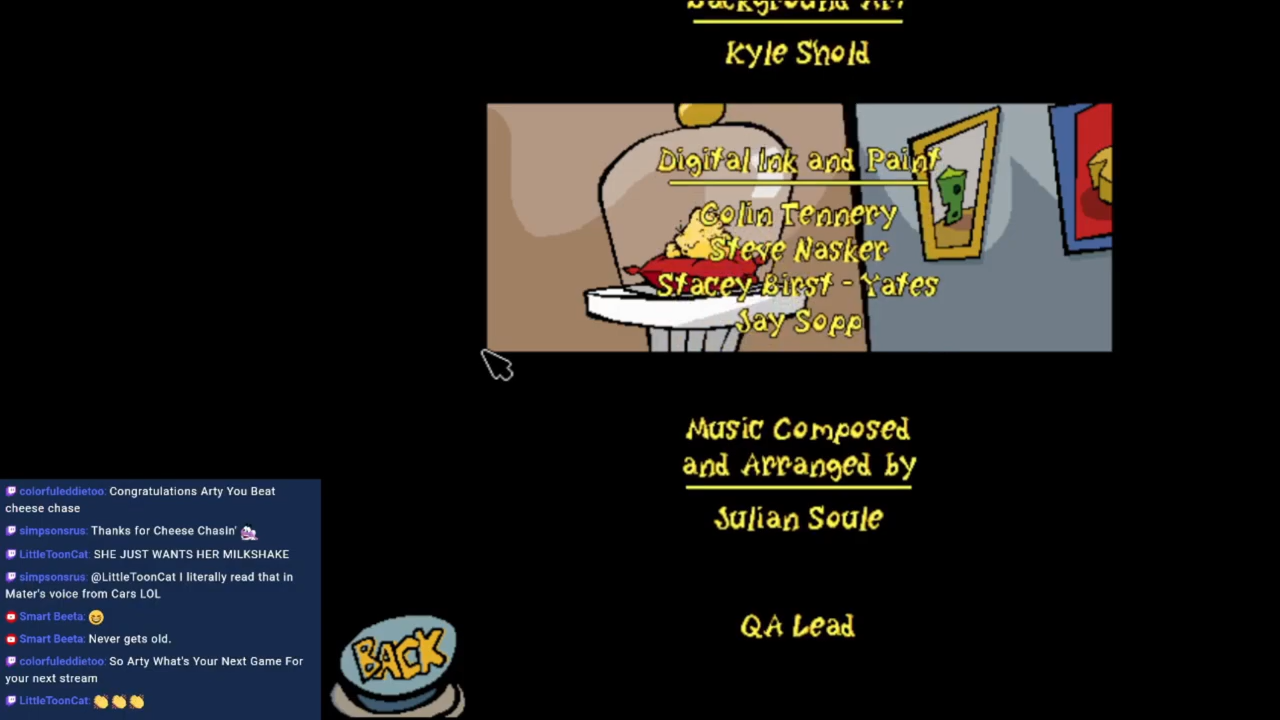 Background Art
Kyle Shold
Digital Ink and Paint
Colin Tennery
Steve Nasker
Stacey Birst - Yates
Jay Sopp
Music Composed
and Arranged by
Julian Soule
QA Lead
BACK
colorfuleddietoo: Congratulations Arty You Beat
cheese chase
simpsonsrus: Thanks for Cheese Chasin'
LittleToonCat: SHE JUST WANTS HER MILKSHAKE
simpsonsrus: @LittleToonCat I literally read that in
Mater's voice from Cars LOL
Smart Beeta:
Smart Beeta: Never gets old.
colorfuleddietoo: So Arty What's Your Next Game For
your next stream
LittleToonCat: